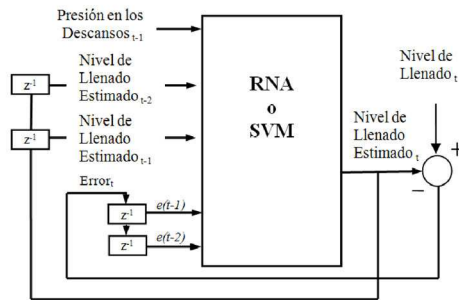 Presión en los
Descansos t-1
Nivel de
Llenado
Estimado t-2
z-1
Nivel de
Llenado
Estimado t-1
z-1
Error t
z-1
e(t-1)
z-1
e(t-2)
RNA
o
SVM
Nivel de
Llenado
Estimado t
Nivel de
Llenado t
+
−